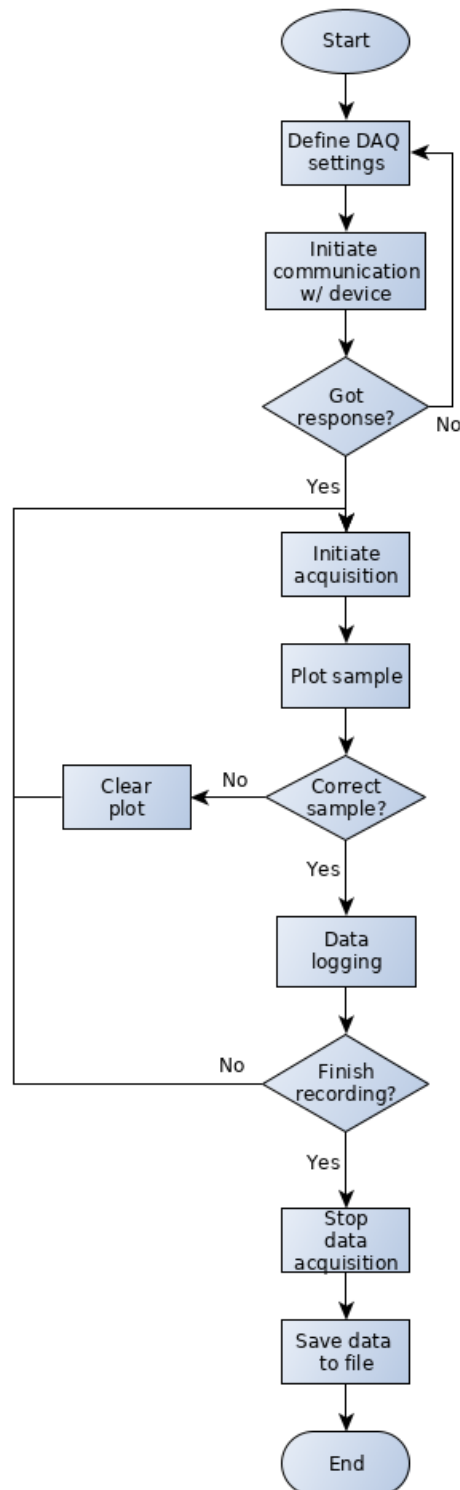 Start
Define DAQ
settings
Initiate
communication
w/ device
Got
response?
No
Yes
Initiate
acquisition
Plot sample
Correct
sample?
No
Clear
plot
Yes
Data
logging
Finish
recording?
No
Yes
Stop
data
acquisition
Save data
to file
End